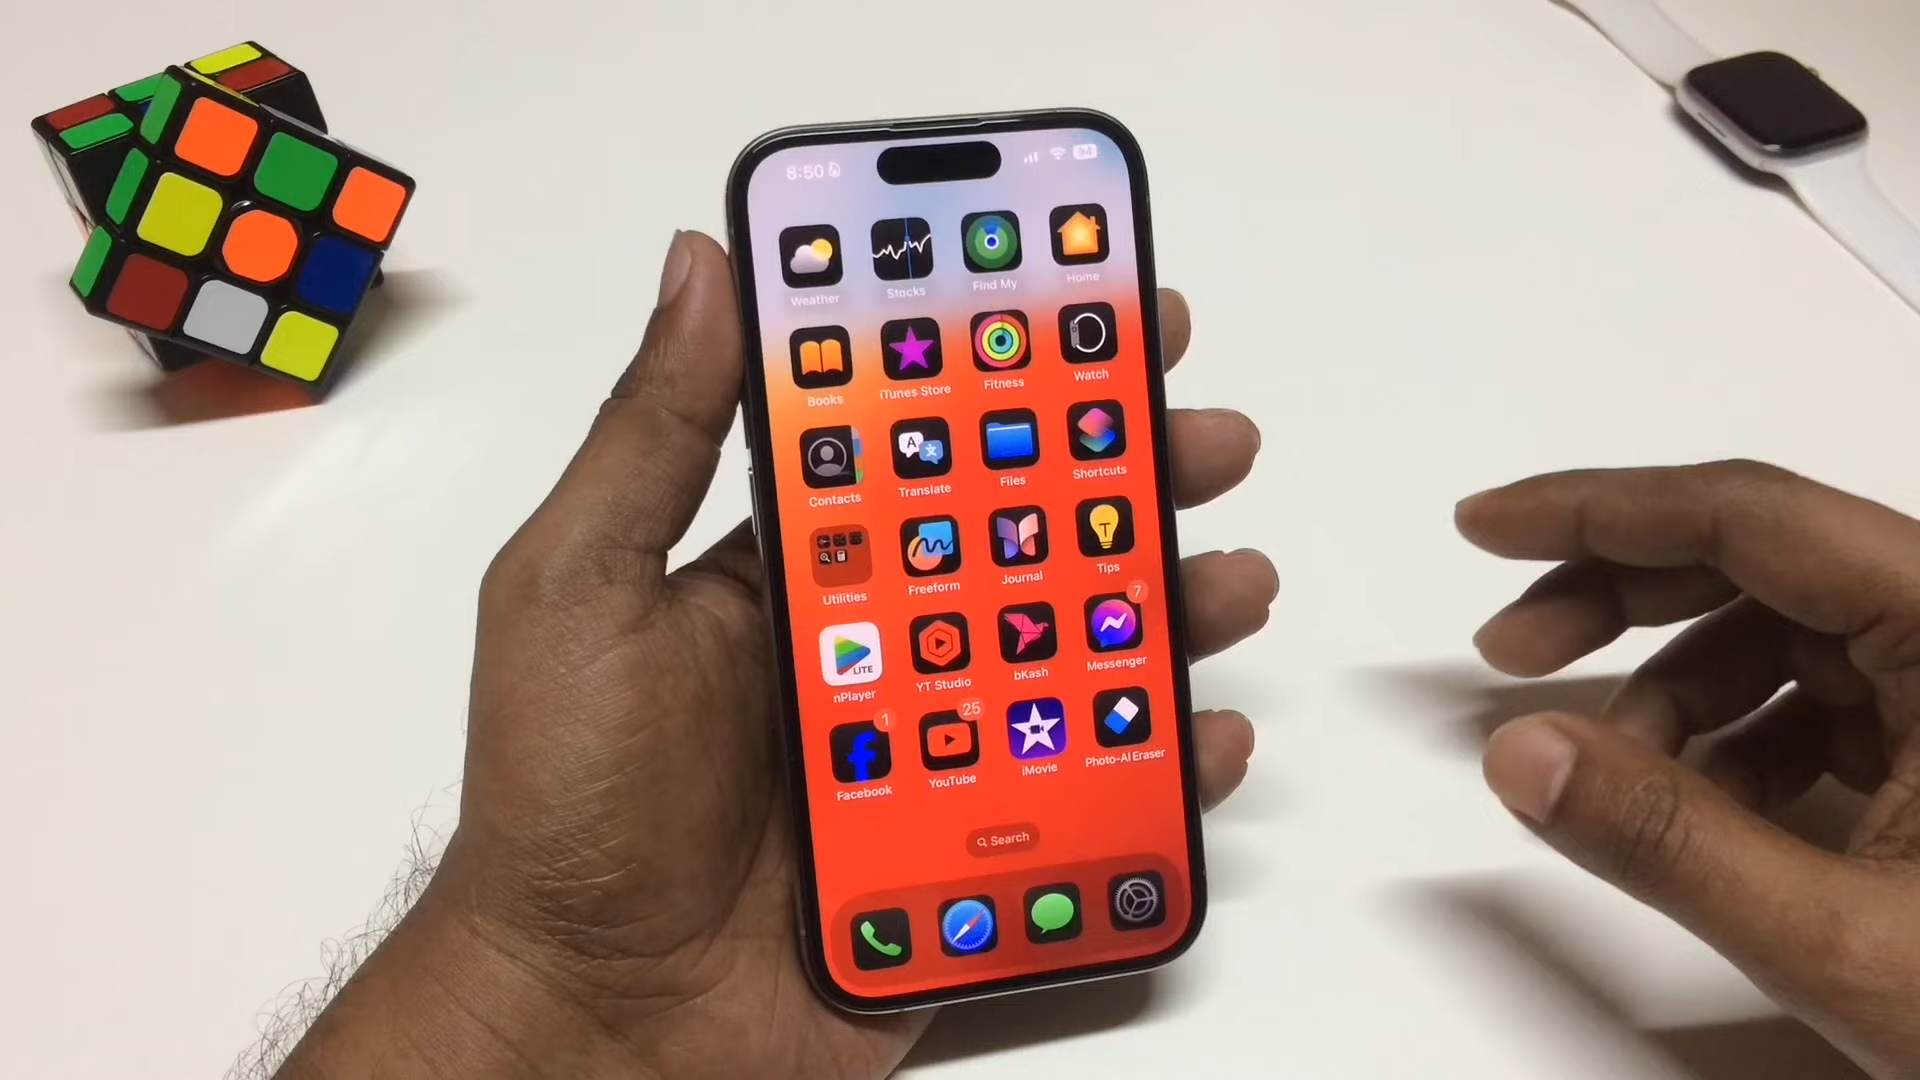 8:50
94
Weather
Stocks
Find My
Home
Books
iTunes Store
Fitness
Watch
Contacts
Translate
Files
Shortcuts
Utilities
Freeform
Journal
Tips
LITE
nPlayer
YT Studio
bKash
7
Messenger
1
Facebook
25
YouTube
iMovie
Photo-AI Eraser
Search